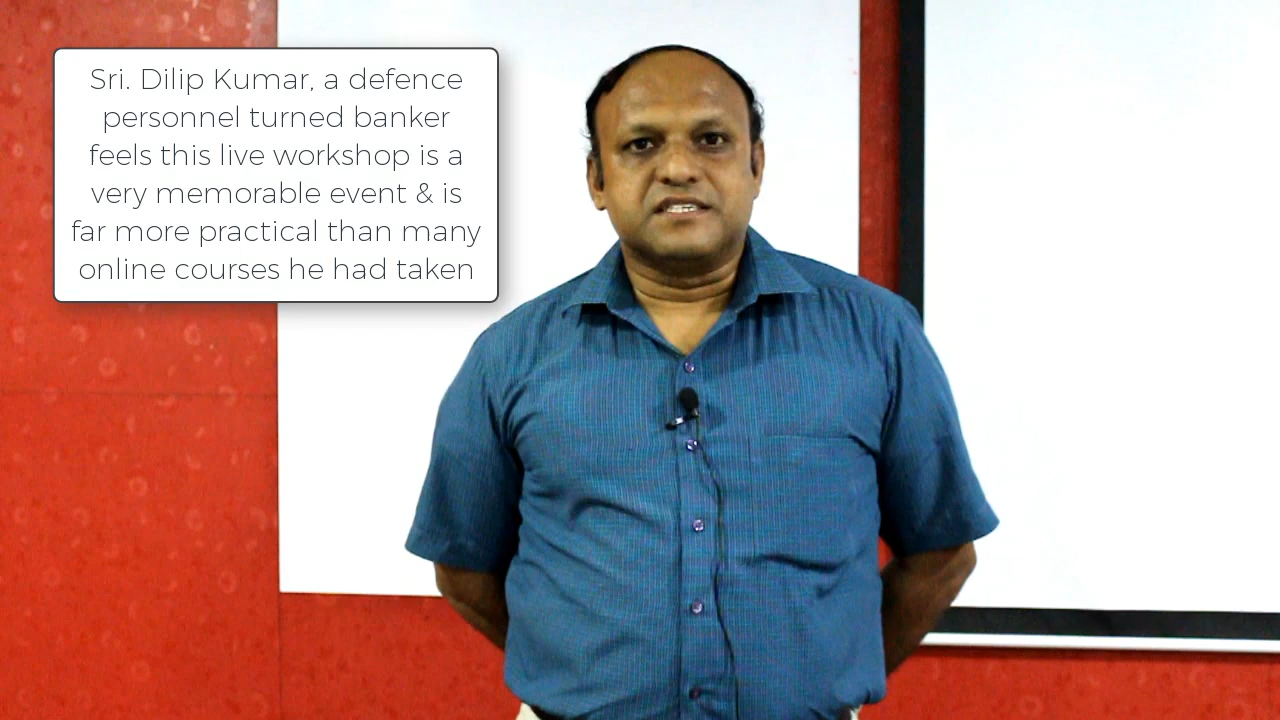 Sri. Dilip Kumar, a defence
personnel turned banker
feels this live workshop is a
very memorable event & is
far more practical than many
online courses he had taken